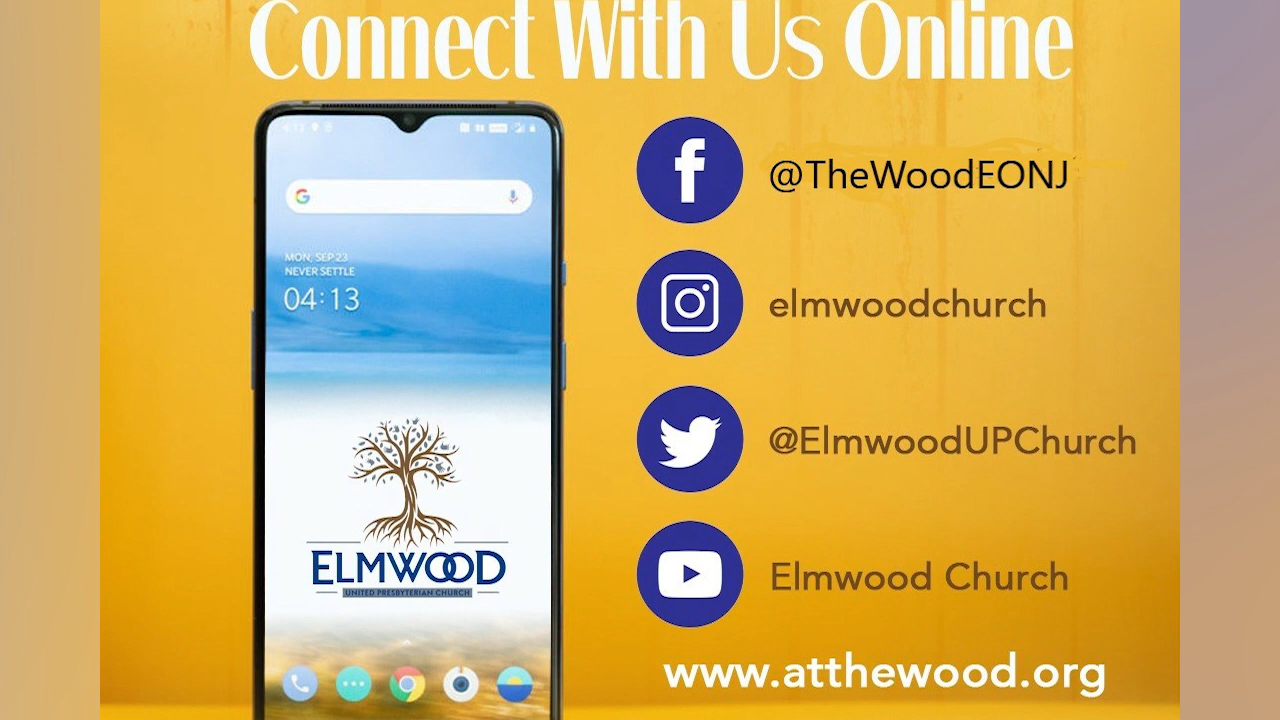 Connect With Us Online
MON, SEP 23
NEVER SETTLE
04:13
ELMWOOD
UNITED PRESBYTERIAN CHURCH
@TheWoodEONJ
elmwoodchurch
@ElmwoodUPChurch
Elmwood Church
www.atthewood.org